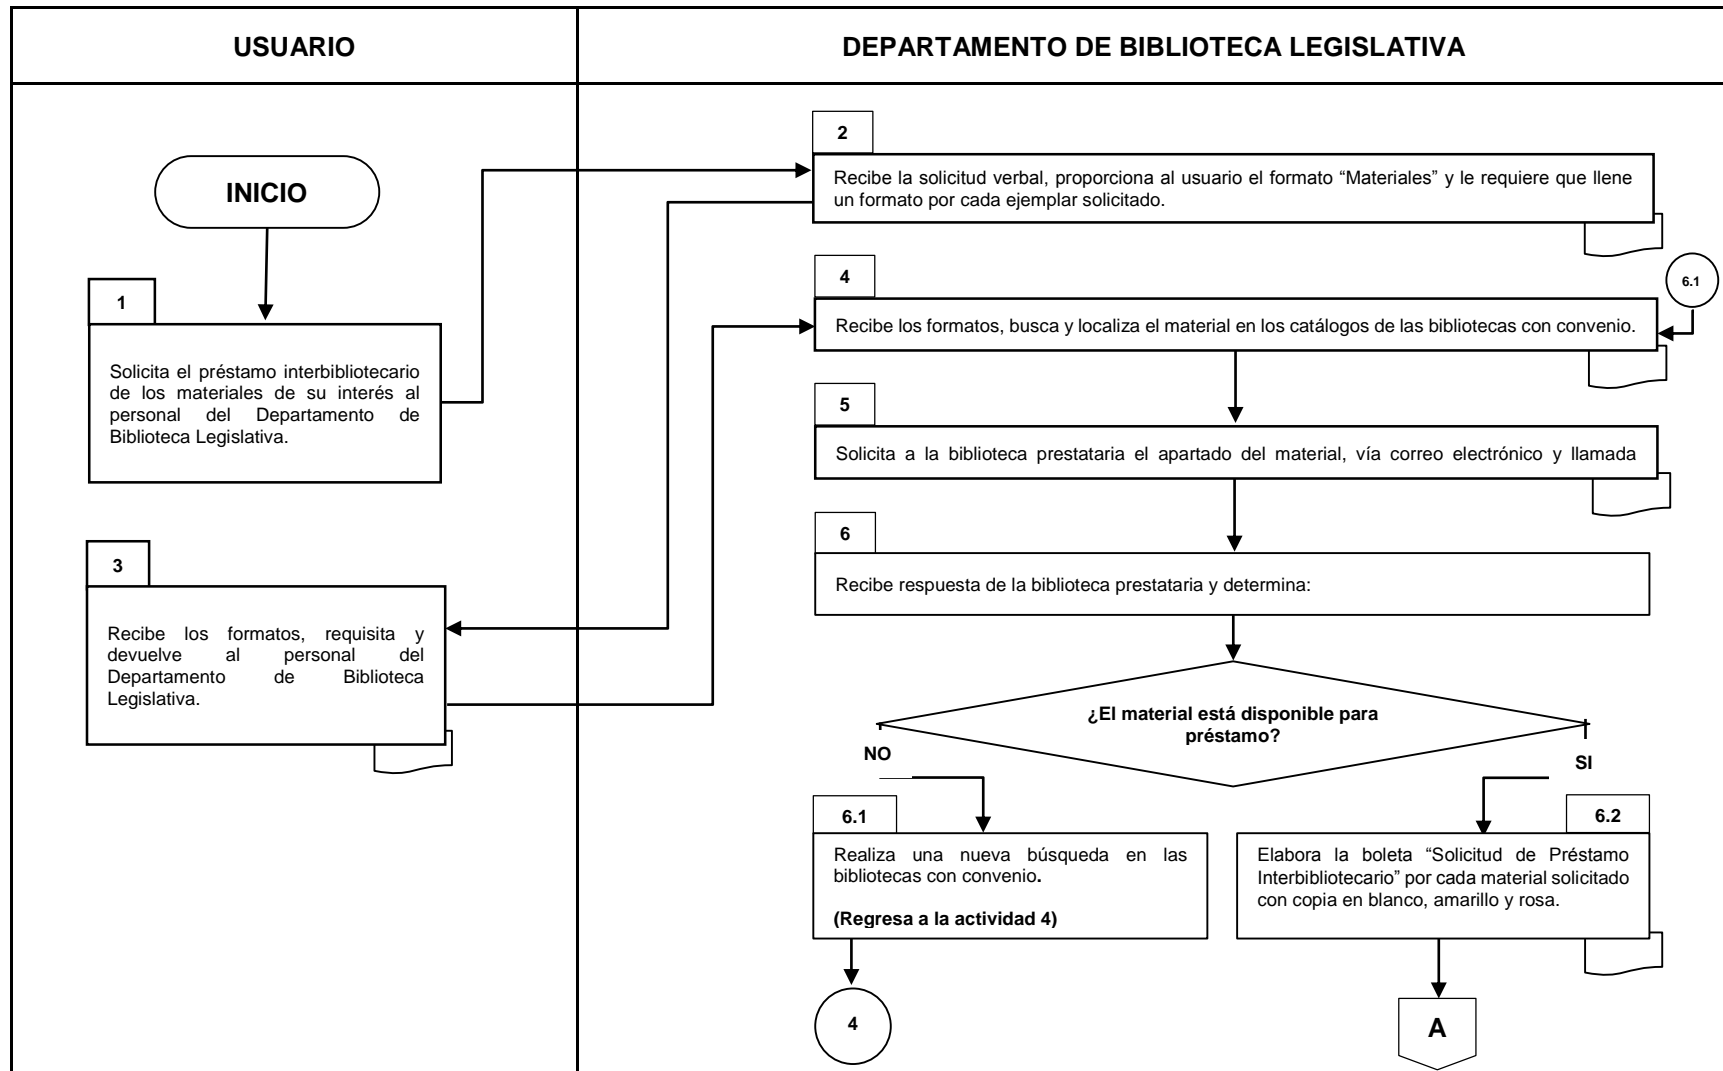 USUARIO
DEPARTAMENTO DE BIBLIOTECA LEGISLATIVA
INICIO
1
Solicita el préstamo interbibliotecario
de los materiales de su interés al
personal del Departamento de
Biblioteca Legislativa.
2
Recibe la solicitud verbal, proporciona al usuario el formato “Materiales” y le requiere que llene
un formato por cada ejemplar solicitado.
3
Recibe los formatos, requisita y
devuelve al personal del
Departamento de Biblioteca
Legislativa.
4
6.1
Recibe los formatos, busca y localiza el material en los catálogos de las bibliotecas con convenio.
5
Solicita a la biblioteca prestataria el apartado del material, vía correo electrónico y llamada
6
Recibe respuesta de la biblioteca prestataria y determina:
¿El material está disponible para
préstamo?
NO
SI
6.1
Realiza una nueva búsqueda en las
bibliotecas con convenio.
(Regresa a la actividad 4)
4
6.2
Elabora la boleta “Solicitud de Préstamo
Interbibliotecario” por cada material solicitado
con copia en blanco, amarillo y rosa.
A